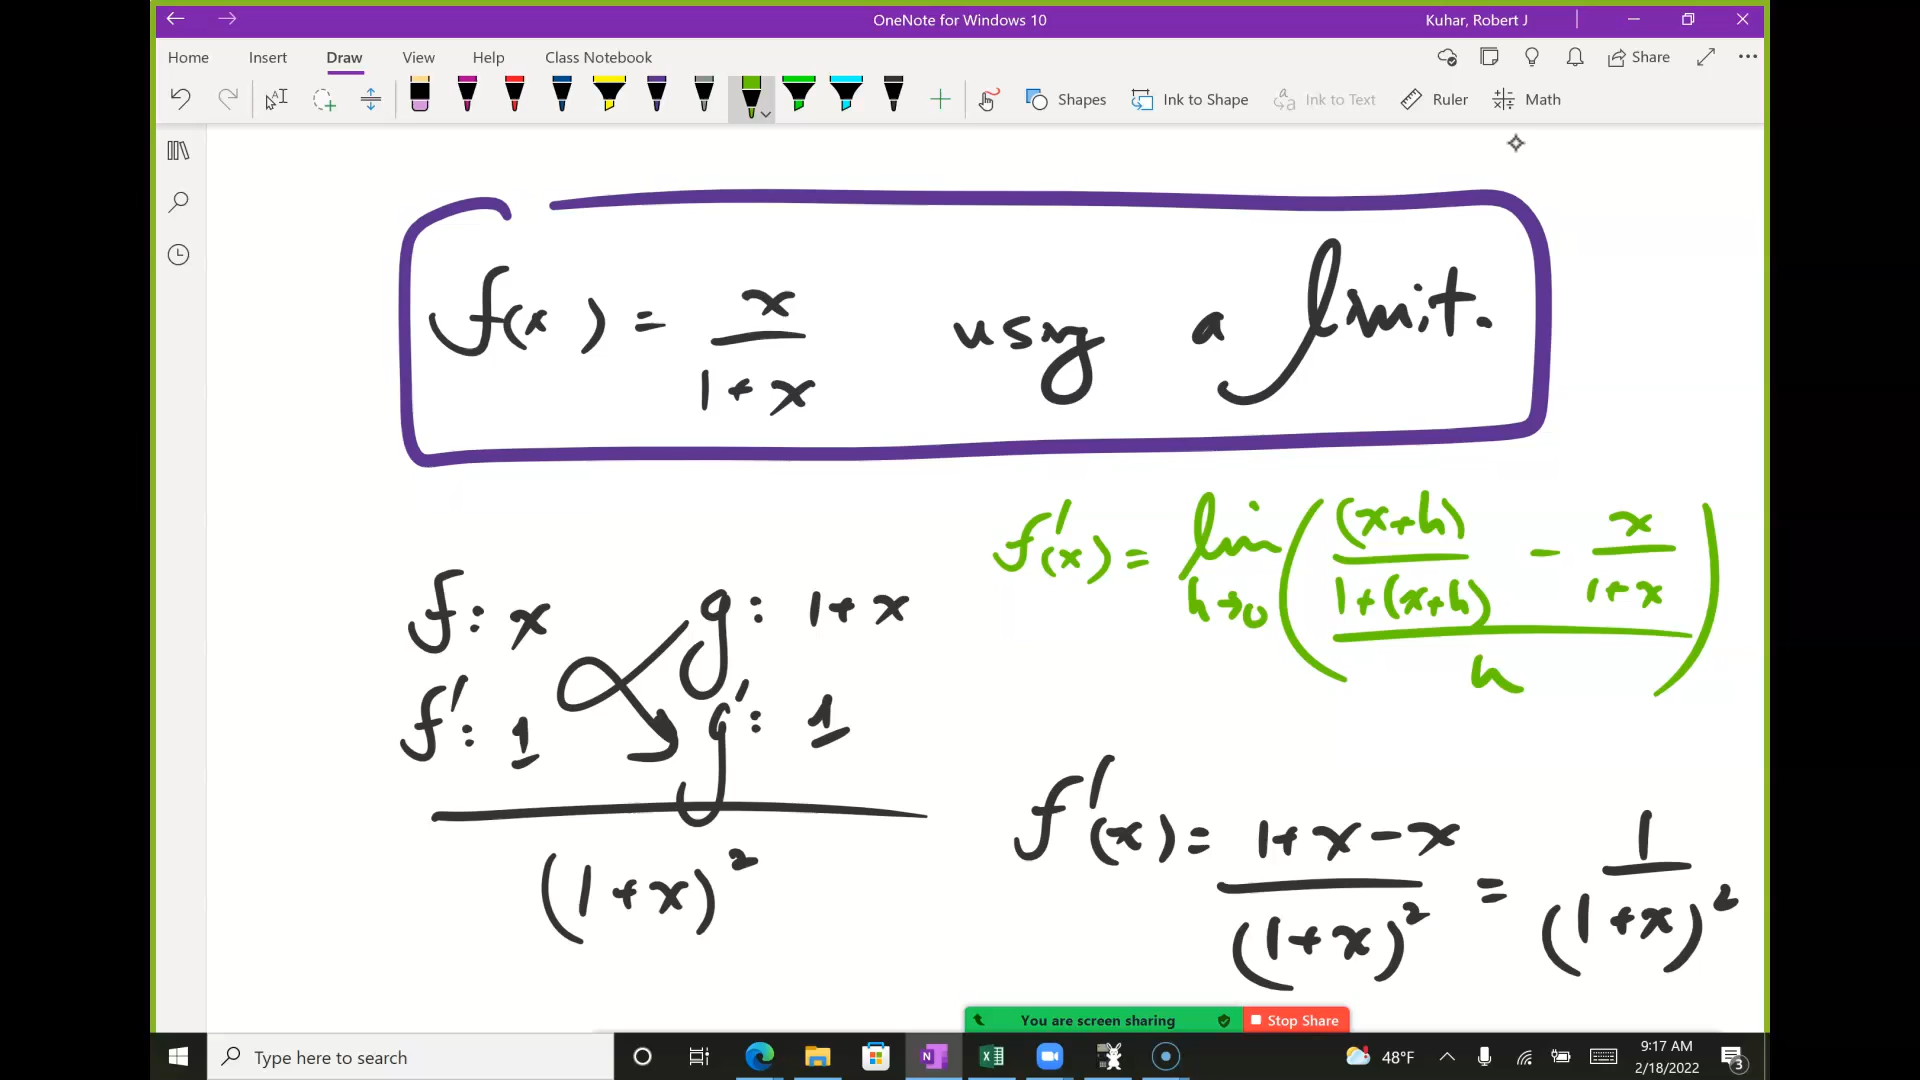 OneNote for Windows 10
Kuhar, Robert J
Home Insert Draw View Help Class Notebook Share
Shapes Ink to Shape Ink to Text Ruler Math
f(x) = x / (1 + x) using a limit.
f'(x) = lim h→0 (((x+h) / (1+(x+h)) - x / (1+x)) / h)
f: x g: 1 + x
f': 1 g': 1
(1+x)²
f'(x) = (1+x-x) / (1+x)² = 1 / (1+x)²
You are screen sharing Stop Share
Type here to search
48°F
9:17 AM
2/18/2022
3